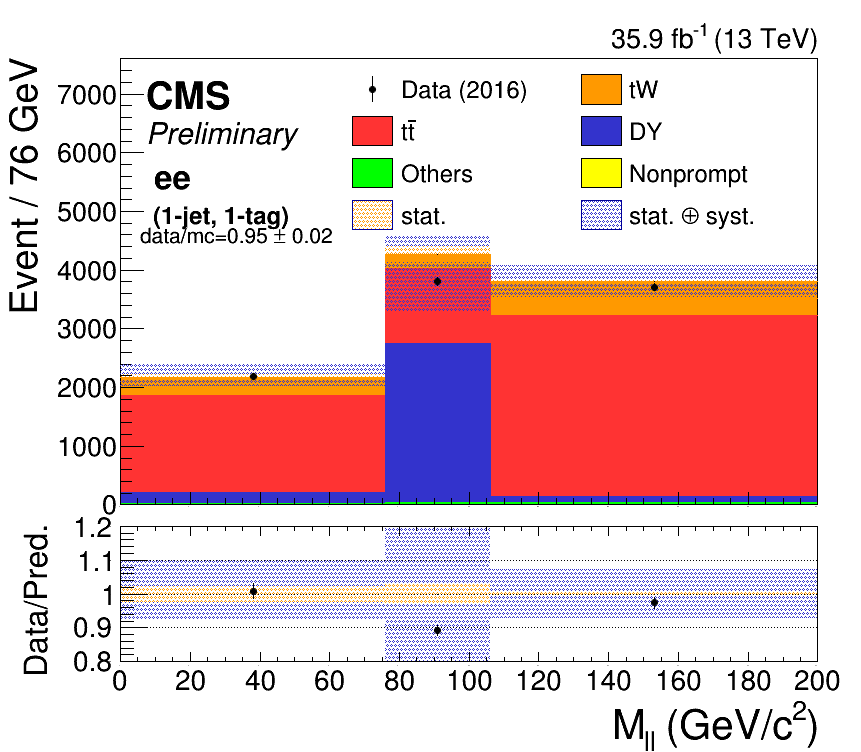 35.9 fb⁻¹ (13 TeV)
Event / 76 GeV
7000
6000
5000
4000
3000
2000
1000
0
CMS
Preliminary
ee
(1-jet, 1-tag)
data/mc=0.95 ± 0.02
Data (2016)
tW
tt̄
DY
Others
Nonprompt
stat.
stat. ⊕ syst.
Data/Pred.
1.2
1.1
1
0.9
0.8
0 20 40 60 80 100 120 140 160 180 200
M_ll (GeV/c²)